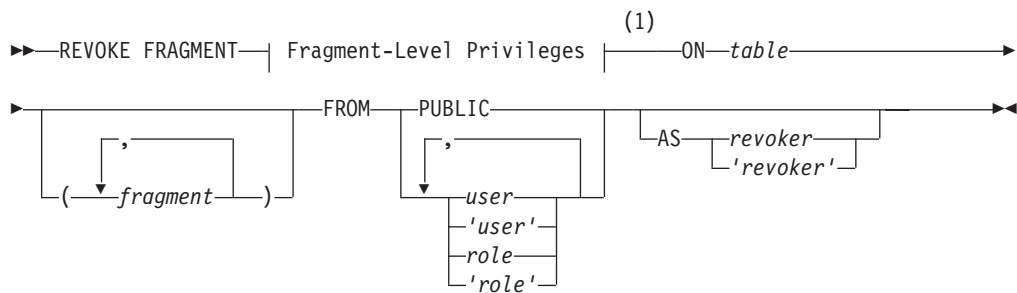 (1)
REVOKE FRAGMENT Fragment-Level Privileges ON table
FROM PUBLIC
, , AS revoker
'revoker'
( fragment ) user
'user'
role
'role'